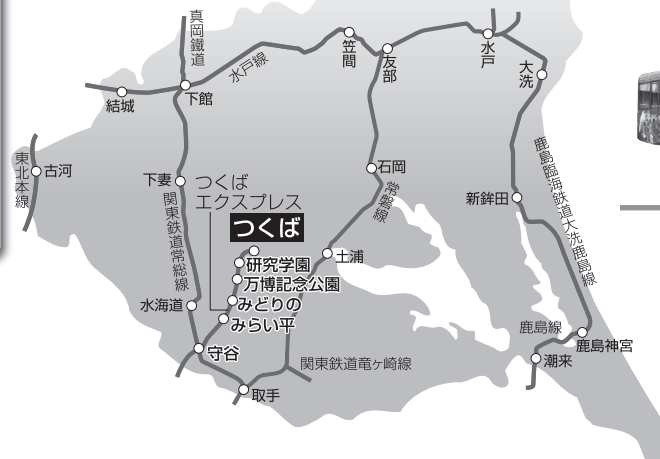 真岡鐵道
水戸線
笠間
友部
水戸
大洗
結城
下館
東北本線
古河
下妻
つくば
エクスプレス
つくば
石岡
常磐線
新鉾田
鹿島臨海鉄道大洗鹿島線
関東鉄道常総線
研究学園
土浦
万博記念公園
みどりの
みらい平
水海道
守谷
関東鉄道竜ヶ崎線
取手
鹿島線
鹿島神宮
潮来